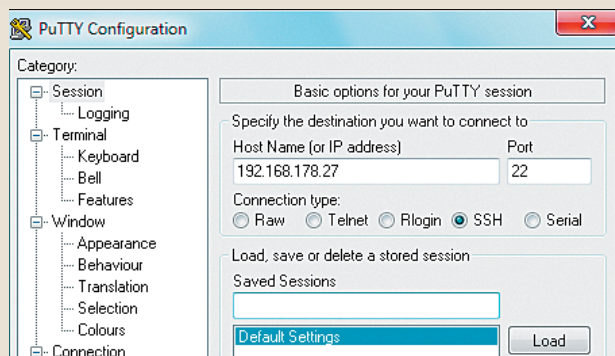 PuTTY Configuration
Category:
Session
Logging
Terminal
Keyboard
Bell
Features
Window
Appearance
Behaviour
Translation
Selection
Colours
Connection
Basic options for your PuTTY session
Specify the destination you want to connect to
Host Name (or IP address) Port
192.168.178.27 22
Connection type:
Raw Telnet Rlogin SSH Serial
Load, save or delete a stored session
Saved Sessions
Default Settings
Load